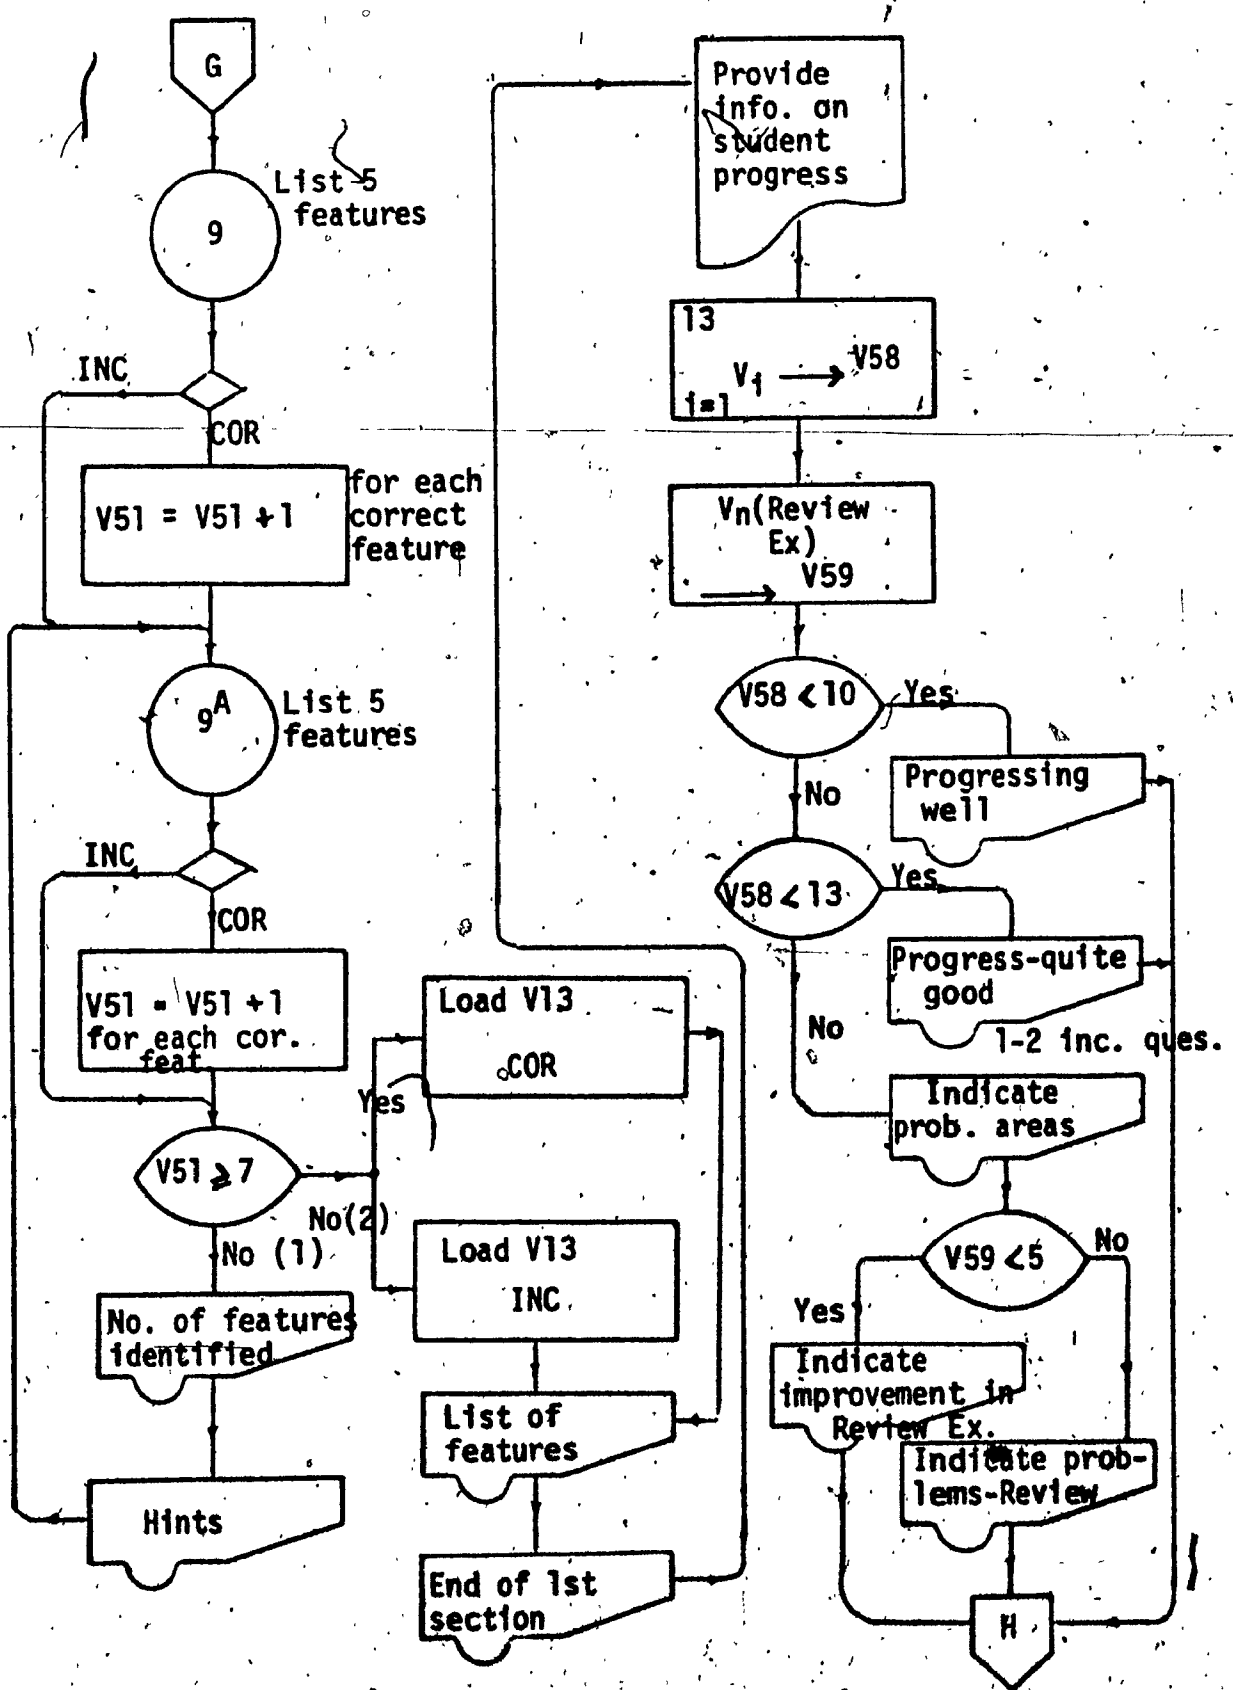 G
List 5
features
9
INC
COR
V51 = V51 + 1
for each
correct
feature
9A
List 5
features
INC
COR
V51 = V51 + 1
for each cor.
feat
V51 ≥ 7
Yes
No(2)
No (1)
No. of features
identified
Hints
Load V13
COR
Load V13
INC
List of
features
End of 1st
section
Provide
info. on
student
progress
13
Vi → V58
i=1
Vn(Review
Ex)
→ V59
V58 < 10
Yes
Progressing
well
No
V58 < 13
Yes
Progress-quite
good
1-2 inc. ques.
No
Indicate
prob. areas
V59 < 5
No
Yes
Indicate
improvement in
Review Ex.
Indicate prob-
lems-Review
H